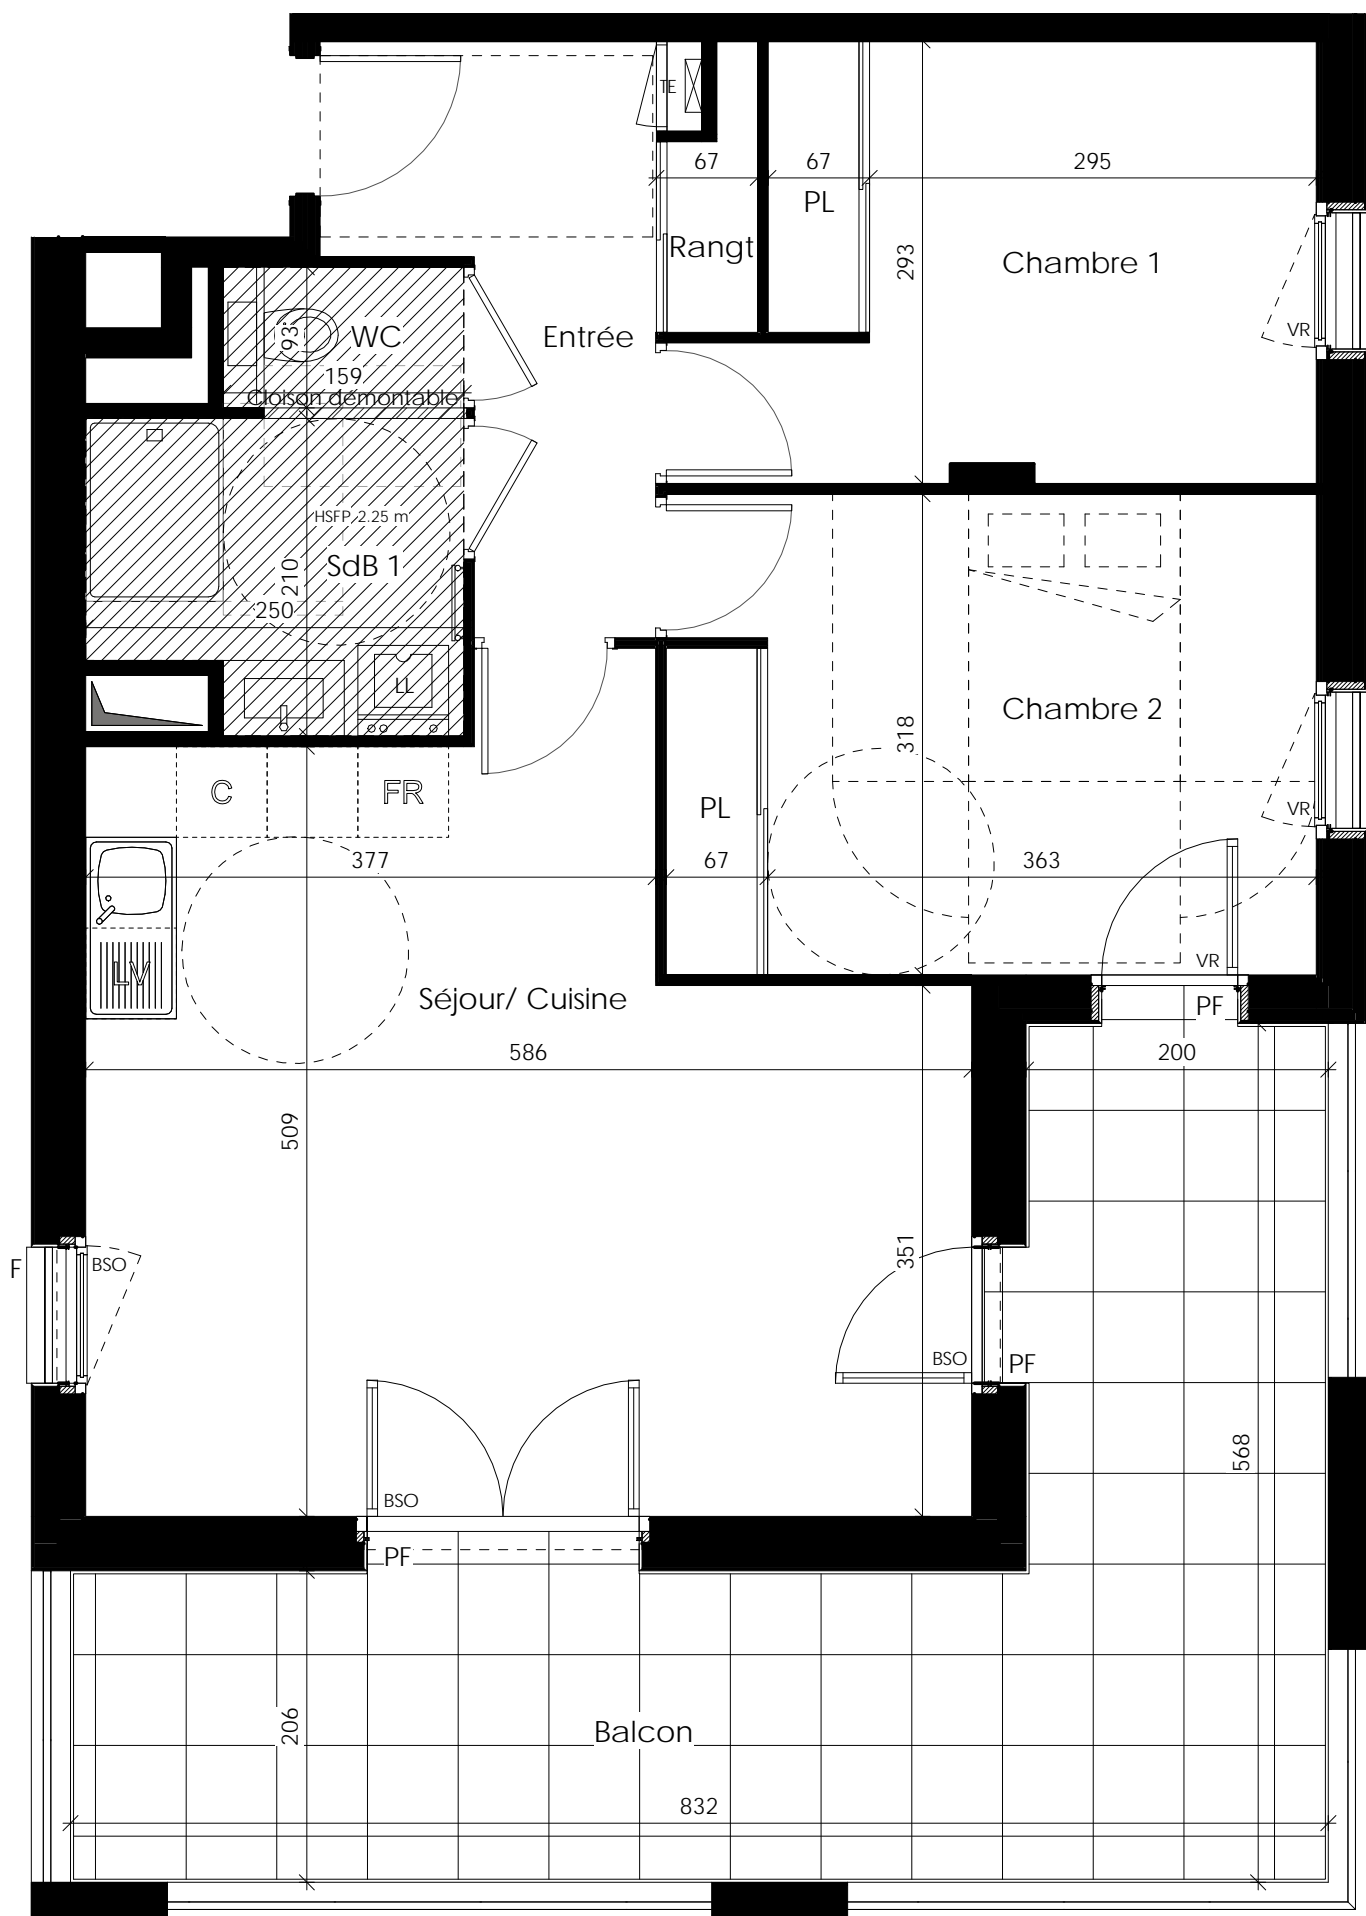 TE
67
67
295
PL
Rangt
293
Chambre 1
VR
93
WC
Entrée
159
Cloison démontable
HSFP 2.25 m
SdB 1
210
250
LL
318
Chambre 2
VR
C
FR
PL
377
67
363
LV
VR
Séjour/ Cuisine
PF
586
200
509
351
F
BSO
BSO
PF
568
BSO
PF
206
Balcon
832